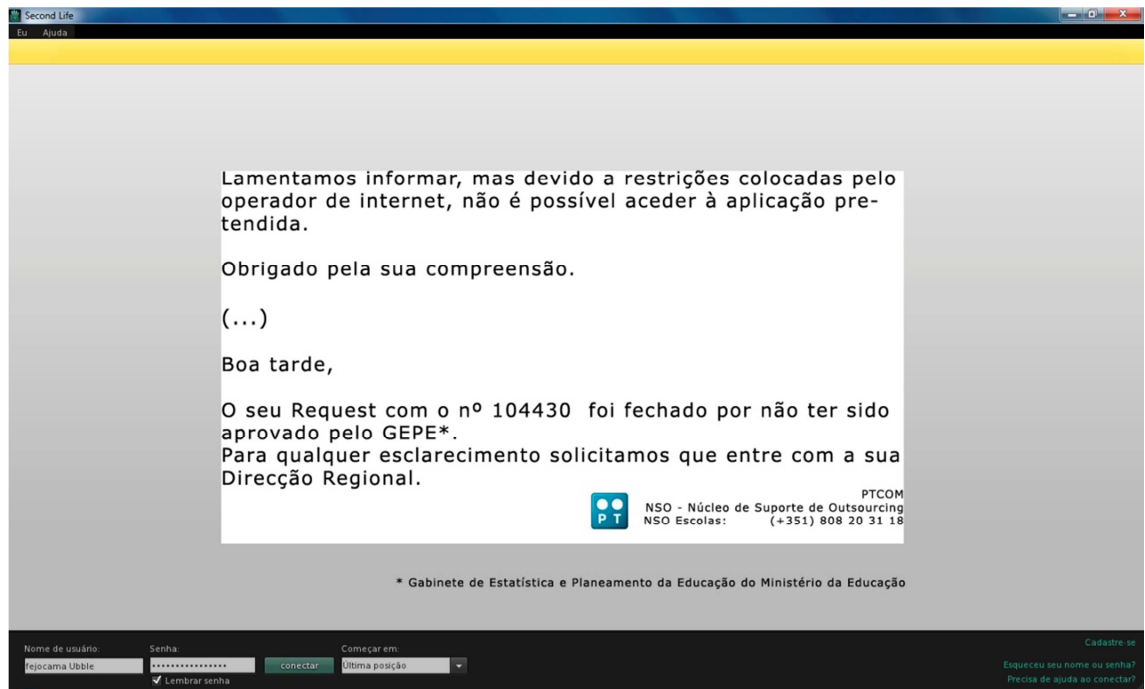 Second Life
Eu Ajuda
Lamentamos informar, mas devido a restrições colocadas pelo
operador de internet, não é possível aceder à aplicação pre-
tendida.
Obrigado pela sua compreensão.
(...)
Boa tarde,
O seu Request com o nº 104430 foi fechado por não ter sido
aprovado pelo GEPE*.
Para qualquer esclarecimento solicitamos que entre com a sua
Direcção Regional.
PT
PTCOM
NSO - Núcleo de Suporte de Outsourcing
NSO Escolas: (+351) 808 20 31 18
* Gabinete de Estatística e Planeamento da Educação do Ministério da Educação
Nome de usuário: Senha: Começar em:
fejocama Ubble •••••••••••••••• conectar Última posição
Lembrar senha
Cadastre-se
Esqueceu seu nome ou senha?
Precisa de ajuda ao conectar?